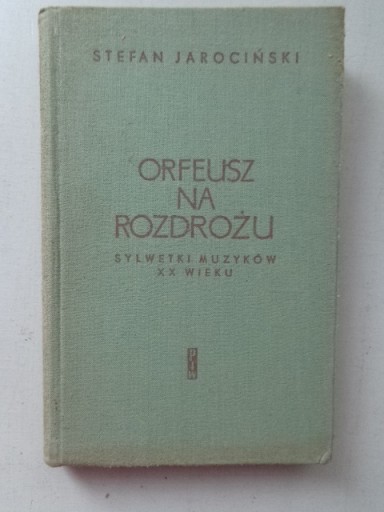 STEFAN JAROCIŃSKI
ORFEUSZ
NA
ROZDROŻU
SYLWETKI MUZYKÓW
XX WIEKU
PIW